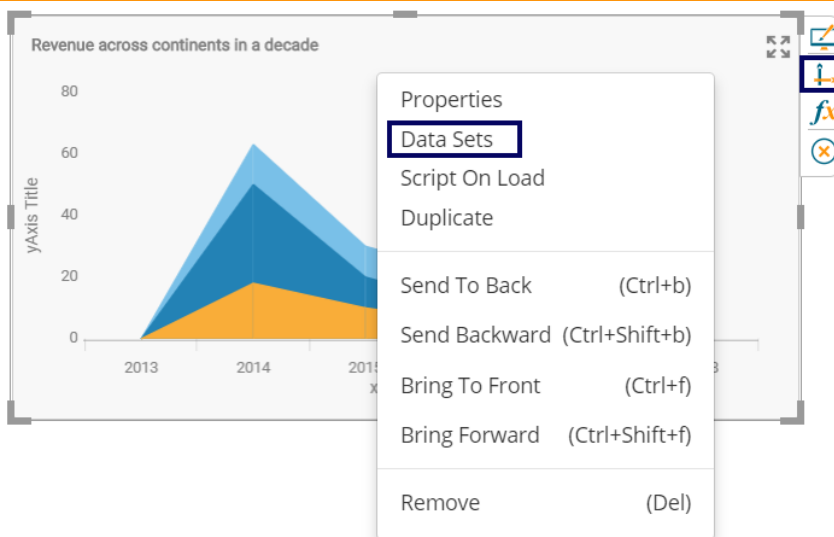 Revenue across continents in a decade
80
60
40
20
0
yAxis Title
2013 2014 201
x
Properties
Data Sets
Script On Load
Duplicate
Send To Back (Ctrl+b)
Send Backward (Ctrl+Shift+b)
Bring To Front (Ctrl+f)
Bring Forward (Ctrl+Shift+f)
Remove (Del)
fx